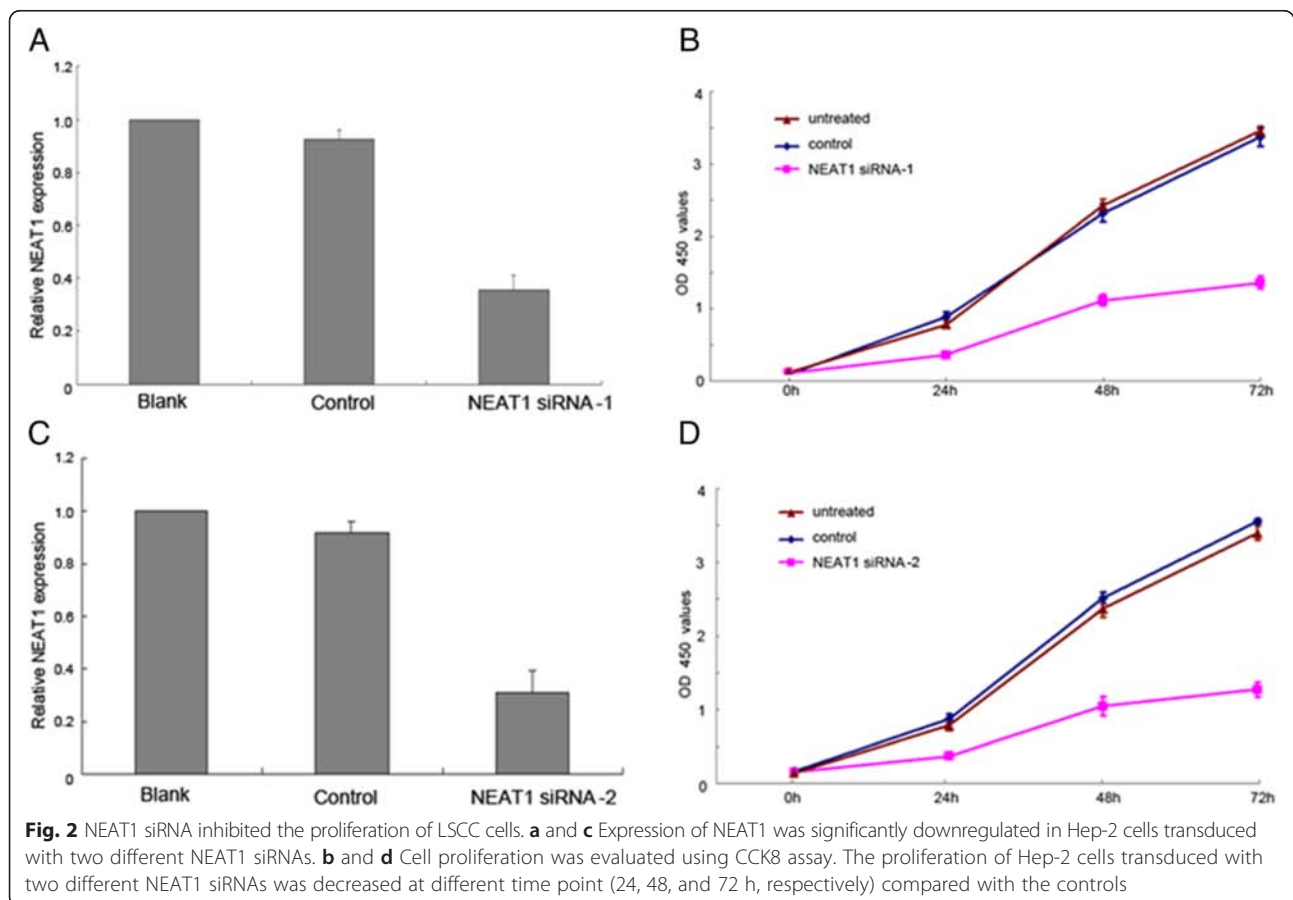 A
1.2
1.0
0.8
0.6
0.4
0.2
0
Relative NEAT1 expression
Blank
Control
NEAT1 siRNA-1
B
4
3
2
1
0
OD 450 values
untreated
control
NEAT1 siRNA-1
0h
24h
48h
72h
C
1.2
1.0
0.8
0.6
0.4
0.2
0
Relative NEAT1 expression
Blank
Control
NEAT1 siRNA-2
D
4
3
2
1
0
OD 450 values
untreated
control
NEAT1 siRNA-2
0h
24h
48h
72h
Fig. 2 NEAT1 siRNA inhibited the proliferation of LSCC cells. a and c Expression of NEAT1 was significantly downregulated in Hep-2 cells transduced
with two different NEAT1 siRNAs. b and d Cell proliferation was evaluated using CCK8 assay. The proliferation of Hep-2 cells transduced with
two different NEAT1 siRNAs was decreased at different time point (24, 48, and 72 h, respectively) compared with the controls